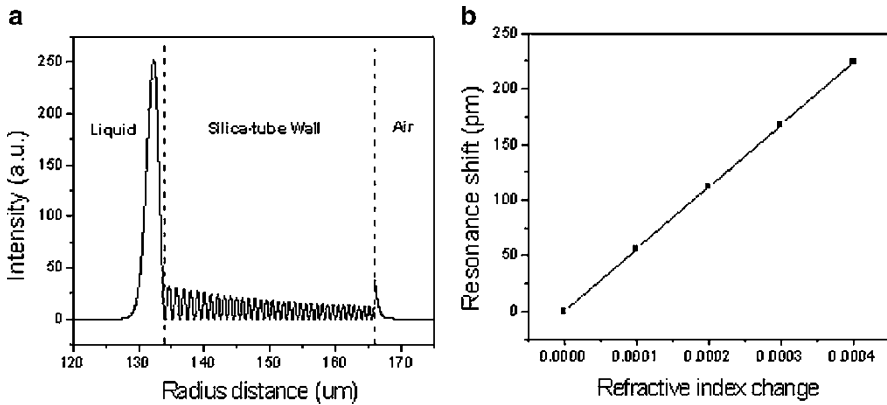 a
250
200
150
100
50
0
Intensity (a.u.)
Liquid
Silica-tube Wall
Air
120 130 140 150 160 170
Radius distance (um)
b
250
200
150
100
50
0
Resonance shift (pm)
0.0000 0.0001 0.0002 0.0003 0.0004
Refractive index change